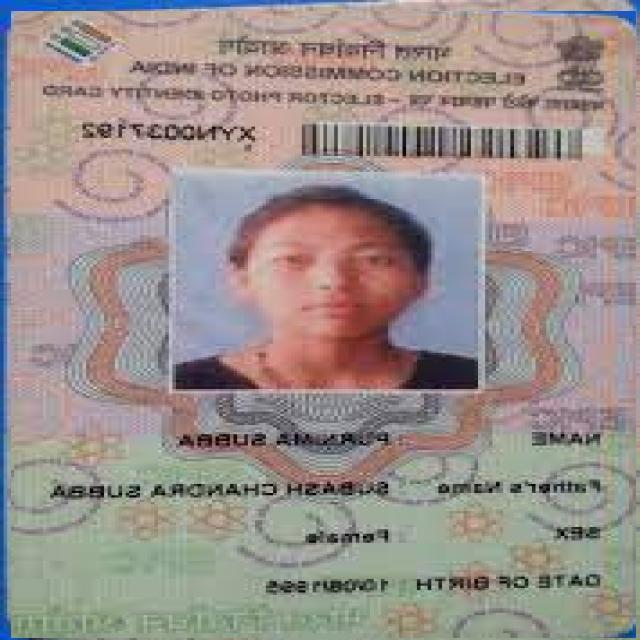 भारत निर्वाचन आयोग
ELECTION COMMISSION OF INDIA
पहचान पत्र - ELECTOR PHOTO IDENTITY CARD
XYN0037192
NAME : PURNIMA SUBBA
Father's Name : SUBASH CHANDRA SUBBA
SEX : Female
DATE OF BIRTH : 10/08/1995